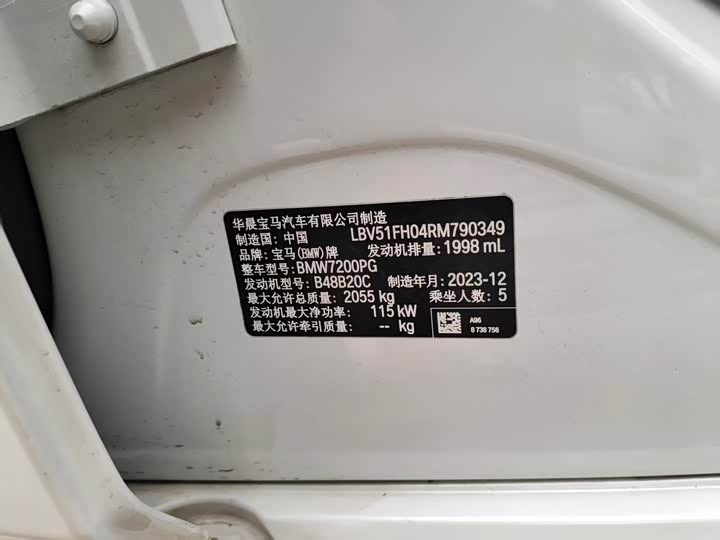 华晨宝马汽车有限公司制造
制造国: 中国 LBV51FH04RM790349
品牌: 宝马(BMW)牌 发动机排量: 1998 mL
整车型号: BMW7200PG
发动机型号: B48B20C 制造年月: 2023-12
最大允许总质量: 2055 kg 乘坐人数: 5
发动机最大净功率: 115 kW
最大允许牵引质量: -- kg
A96
8 738 756